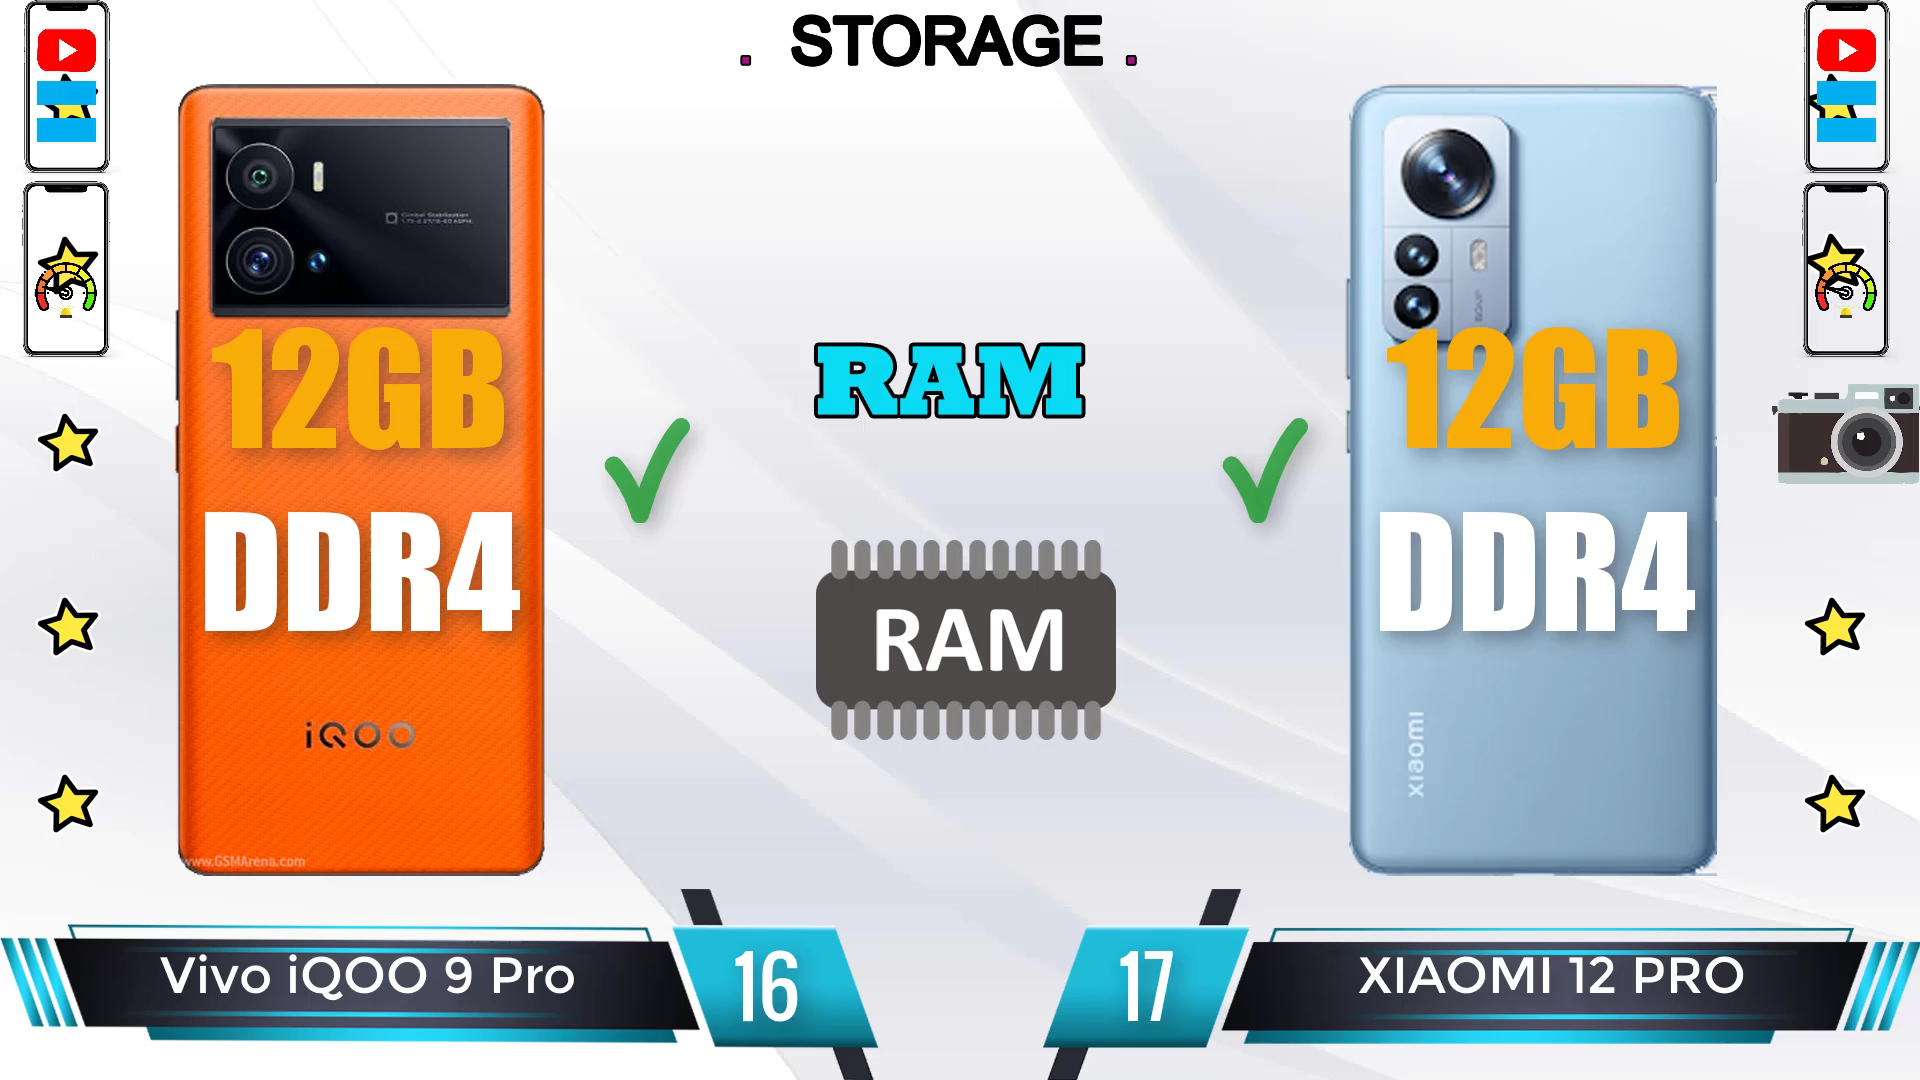 . STORAGE .
12GB
DDR4
iQOO
www.GSMArena.com
RAM
RAM
12GB
DDR4
xiaomi
Vivo iQOO 9 Pro
16
17
XIAOMI 12 PRO